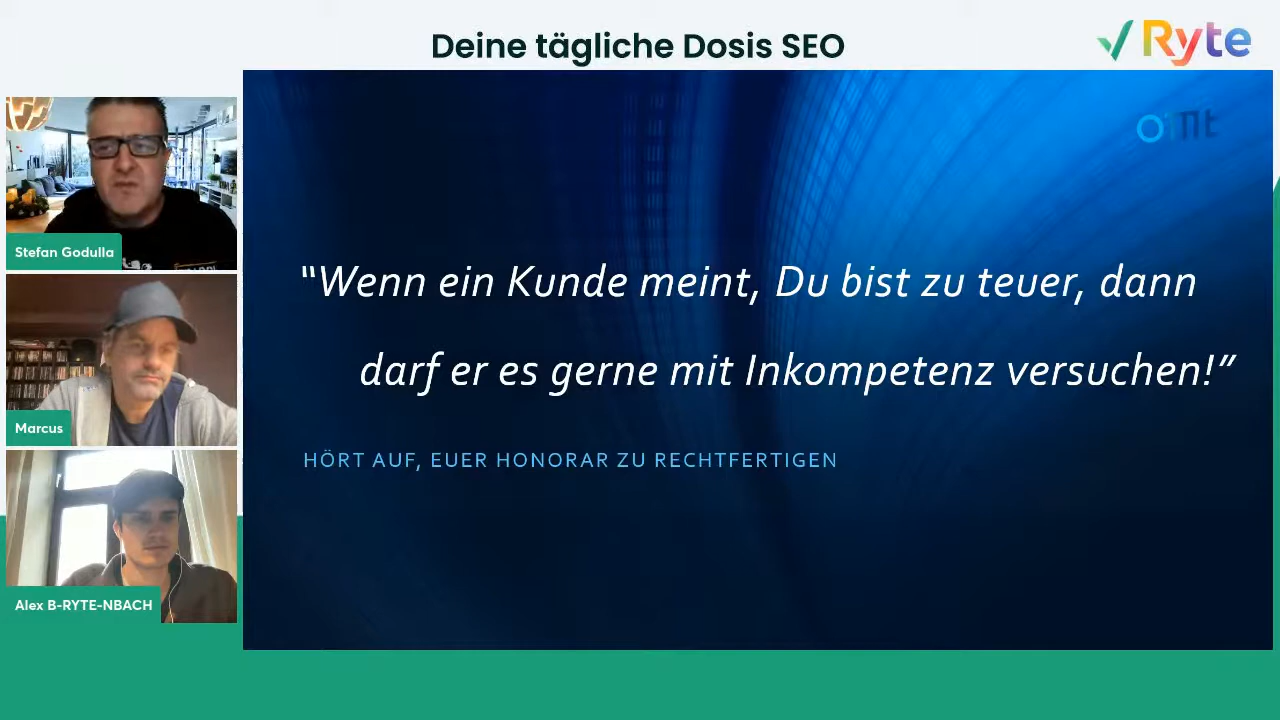 Deine tägliche Dosis SEO
Ryte
Stefan Godulla
Marcus
Alex B-RYTE-NBACH
“Wenn ein Kunde meint, Du bist zu teuer, dann
darf er es gerne mit Inkompetenz versuchen!”
HÖRT AUF, EUER HONORAR ZU RECHTFERTIGEN